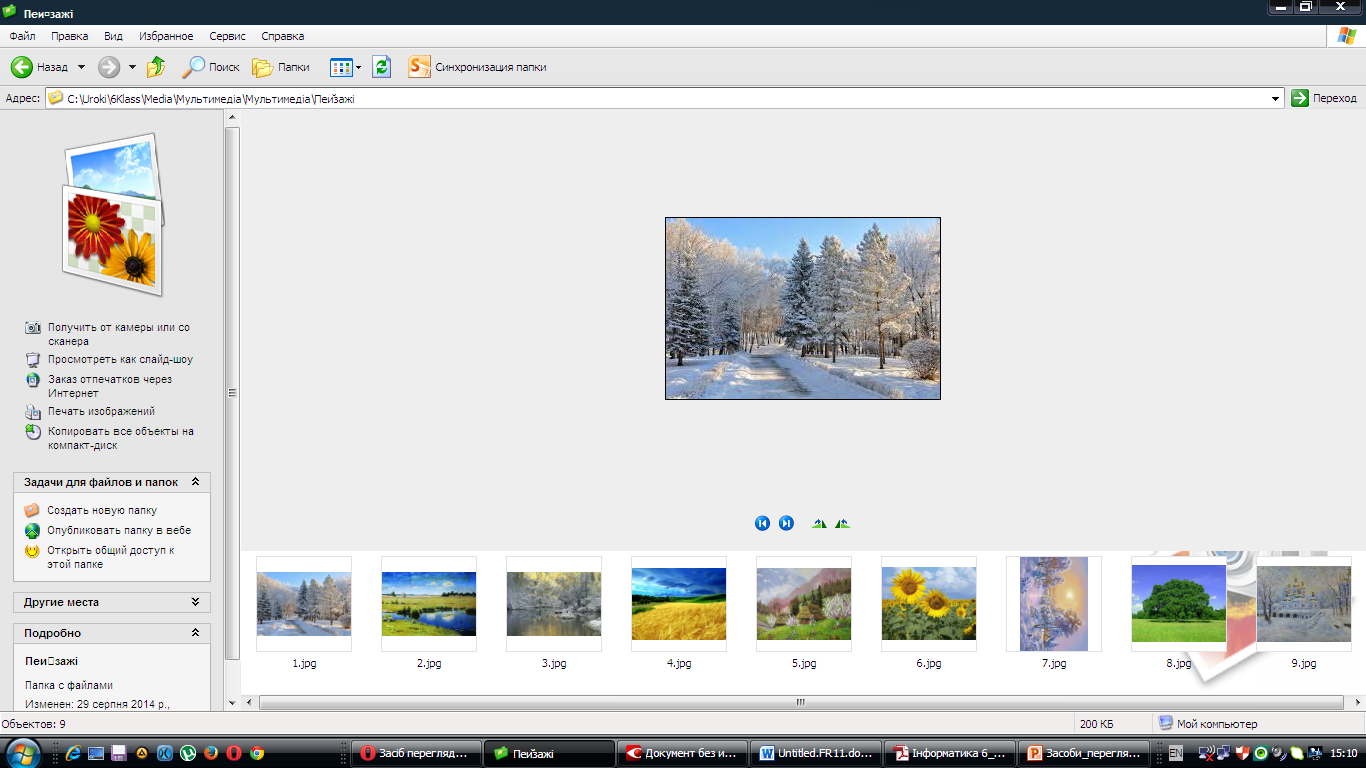 Пейзажі
Файл Правка Вид Избранное Сервис Справка
Назад Поиск Папки Синхронизация папки
Адрес: C:\Uroki\6Klass\Media\Мультимедіа\Мультимедіа\Пейзажі Переход
Получить от камеры или со
сканера
Просмотреть как слайд-шоу
Заказ отпечатков через
Интернет
Печать изображений
Копировать все объекты на
компакт-диск
Задачи для файлов и папок
Создать новую папку
Опубликовать папку в вебе
Открыть общий доступ к
этой папке
Другие места
Подробно
Пейзажі
Папка с файлами
Изменен: 29 серпня 2014 р.,
1.jpg 2.jpg 3.jpg 4.jpg 5.jpg 6.jpg 7.jpg 8.jpg 9.jpg
Объектов: 9 200 КБ Мой компьютер
Засіб перегляд... Пейзажі Документ без и... Untitled.FR11.do... Інформатика 6_... Засоби_перегля... EN 15:10